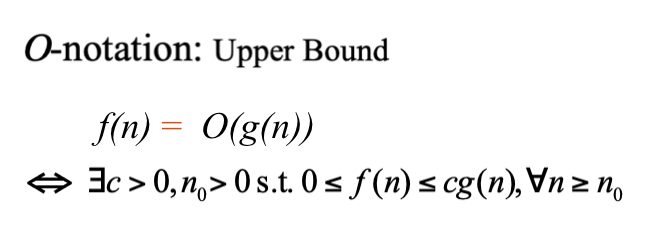 O-notation: Upper Bound
f(n) = O(g(n))
⇔ ∃c > 0, n₀> 0 s.t. 0 ≤ f(n) ≤ cg(n), ∀n ≥ n₀